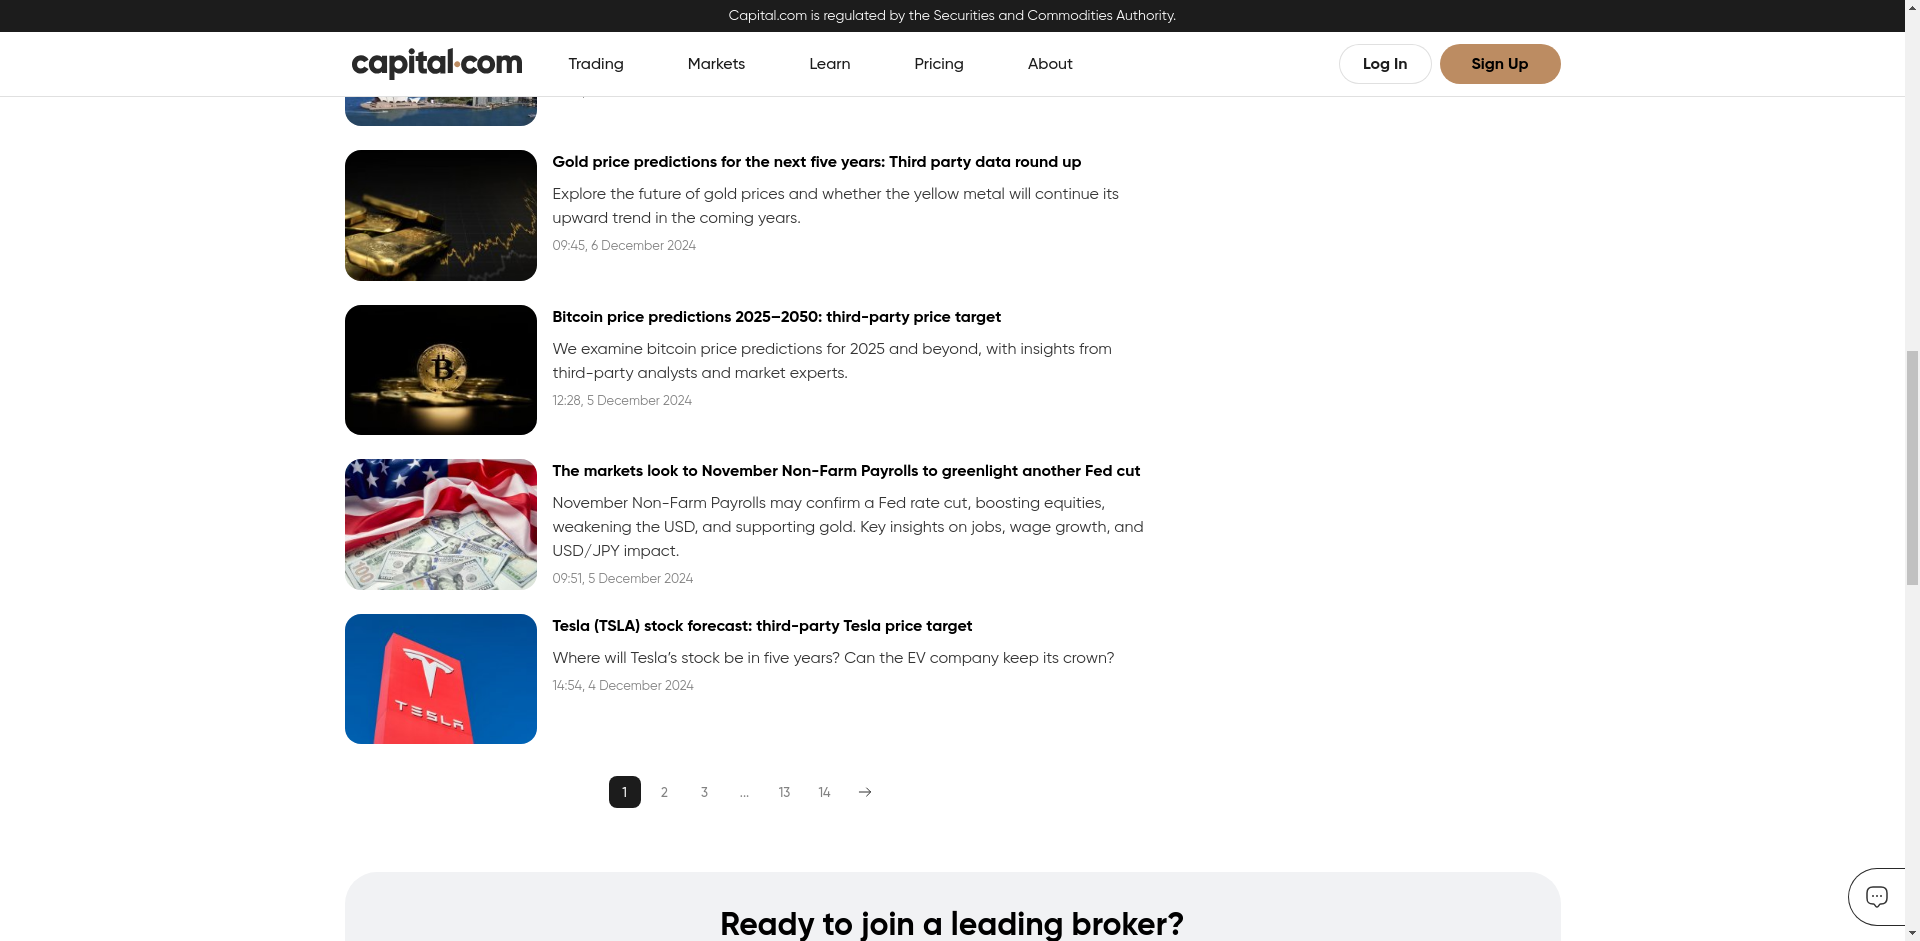 Capital.com is regulated by the Securities and Commodities Authority.
capital.com
Trading
Markets
Learn
Pricing
About
Log In
Sign Up
Gold price predictions for the next five years: Third party data round up
Explore the future of gold prices and whether the yellow metal will continue its
upward trend in the coming years.
09:45, 6 December 2024
Bitcoin price predictions 2025–2050: third-party price target
We examine bitcoin price predictions for 2025 and beyond, with insights from
third-party analysts and market experts.
12:28, 5 December 2024
The markets look to November Non-Farm Payrolls to greenlight another Fed cut
November Non-Farm Payrolls may confirm a Fed rate cut, boosting equities,
weakening the USD, and supporting gold. Key insights on jobs, wage growth, and
USD/JPY impact.
09:51, 5 December 2024
TESLA
Tesla (TSLA) stock forecast: third-party Tesla price target
Where will Tesla’s stock be in five years? Can the EV company keep its crown?
14:54, 4 December 2024
1 2 3 ... 13 14
Ready to join a leading broker?